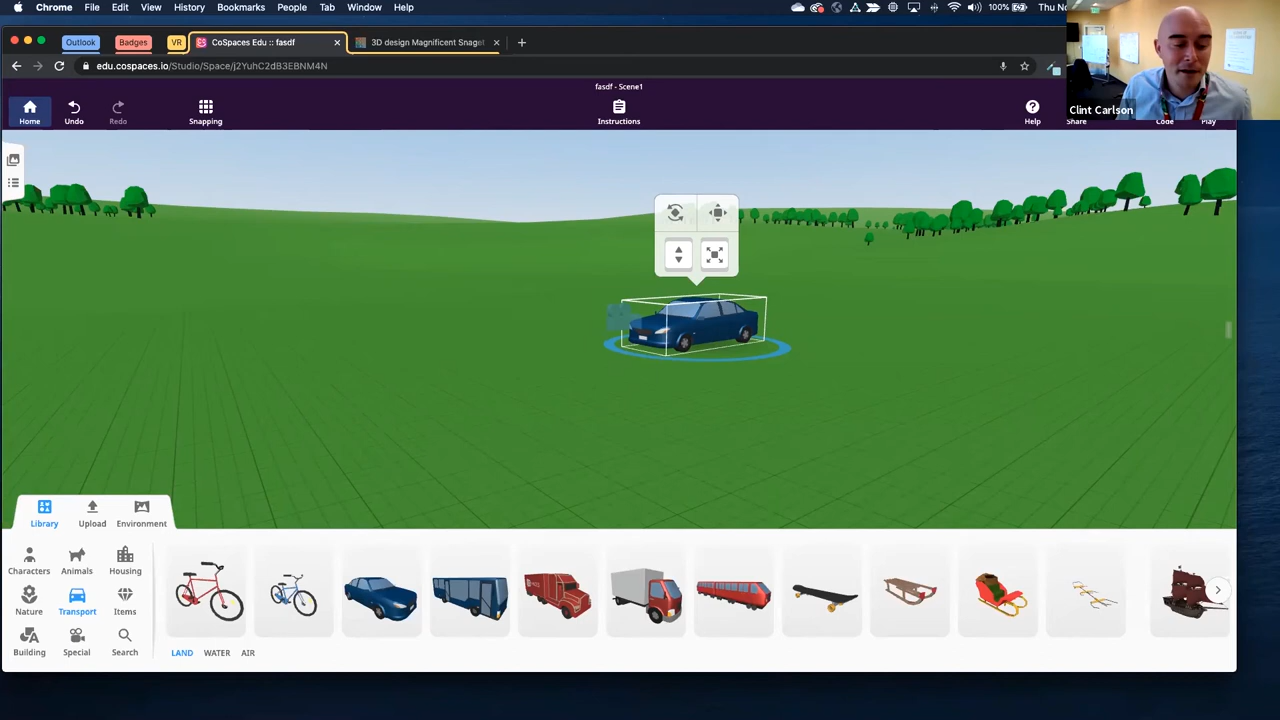 Chrome File Edit View History Bookmarks People Tab Window Help
100% Thu No
Outlook Badges VR CoSpaces Edu :: fasdf 3D design Magnificent Snaget
edu.cospaces.io/Studio/Space/j2YuhC2dB3EBNM4N
Clint Carlson
fasdf - Scene1
Home Undo Redo Snapping Instructions Help Share Code Play
Library Upload Environment
Characters Animals Housing
Nature Transport Items
Building Special Search
LAND WATER AIR